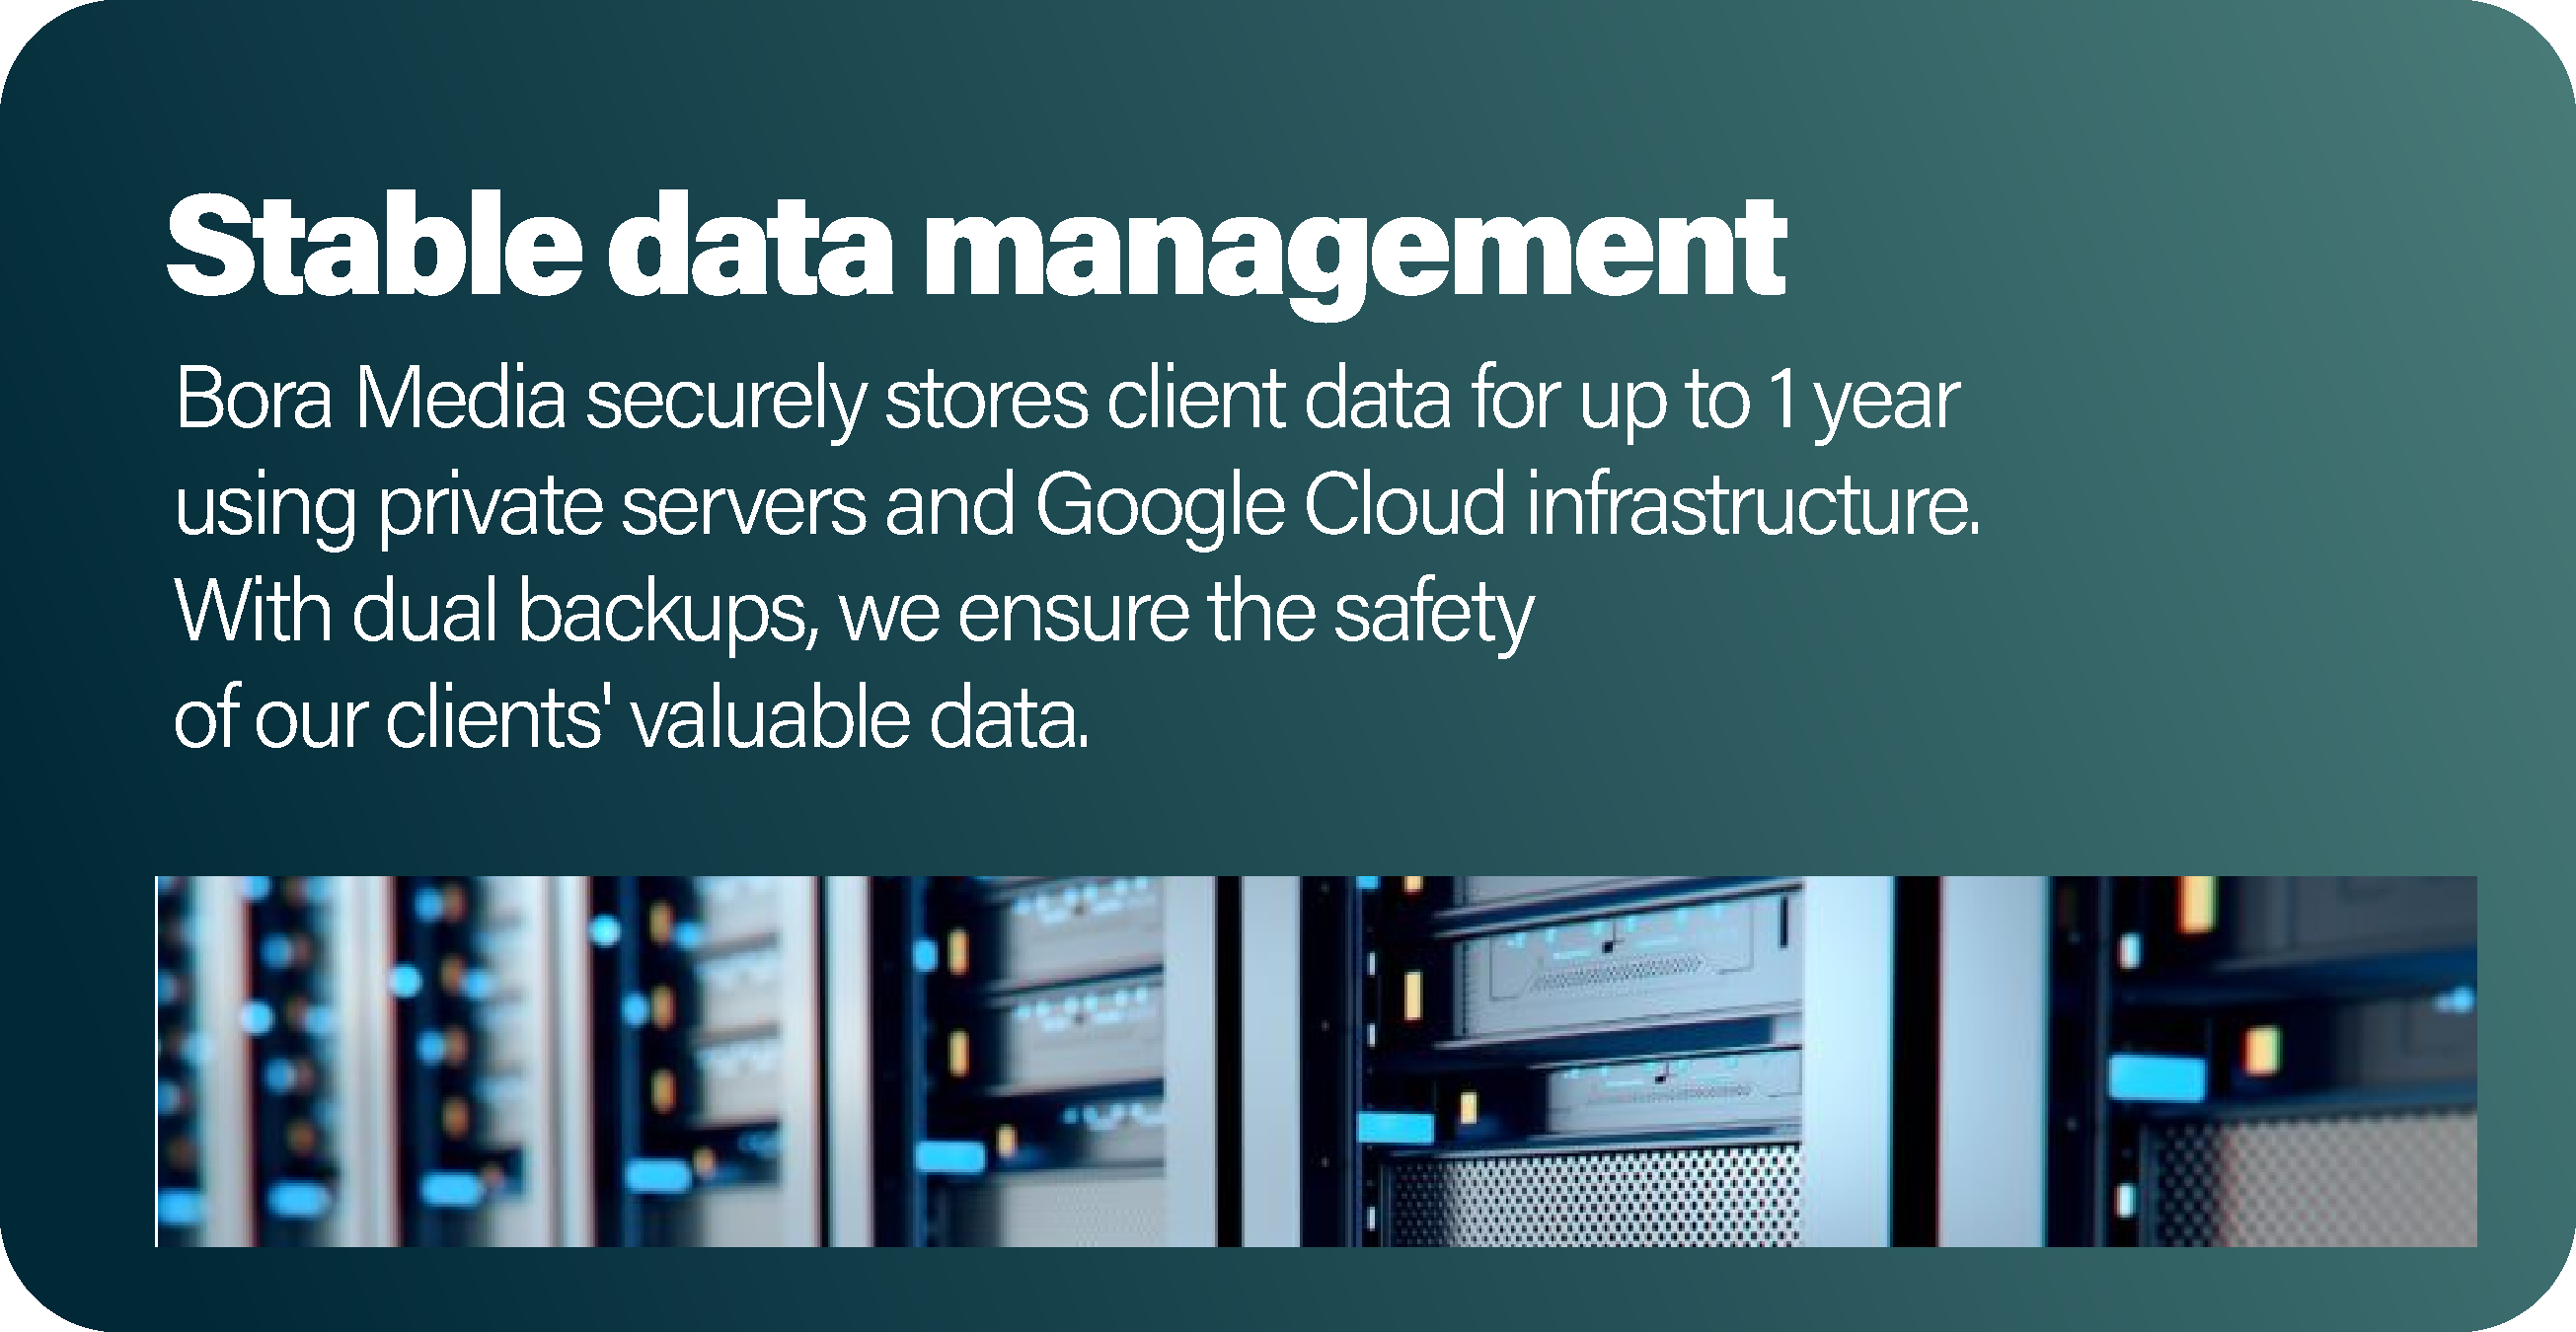 Stable data management
Bora Media securely stores client data for up to 1 year
using private servers and Google Cloud infrastructure.
With dual backups, we ensure the safety
of our clients' valuable data.